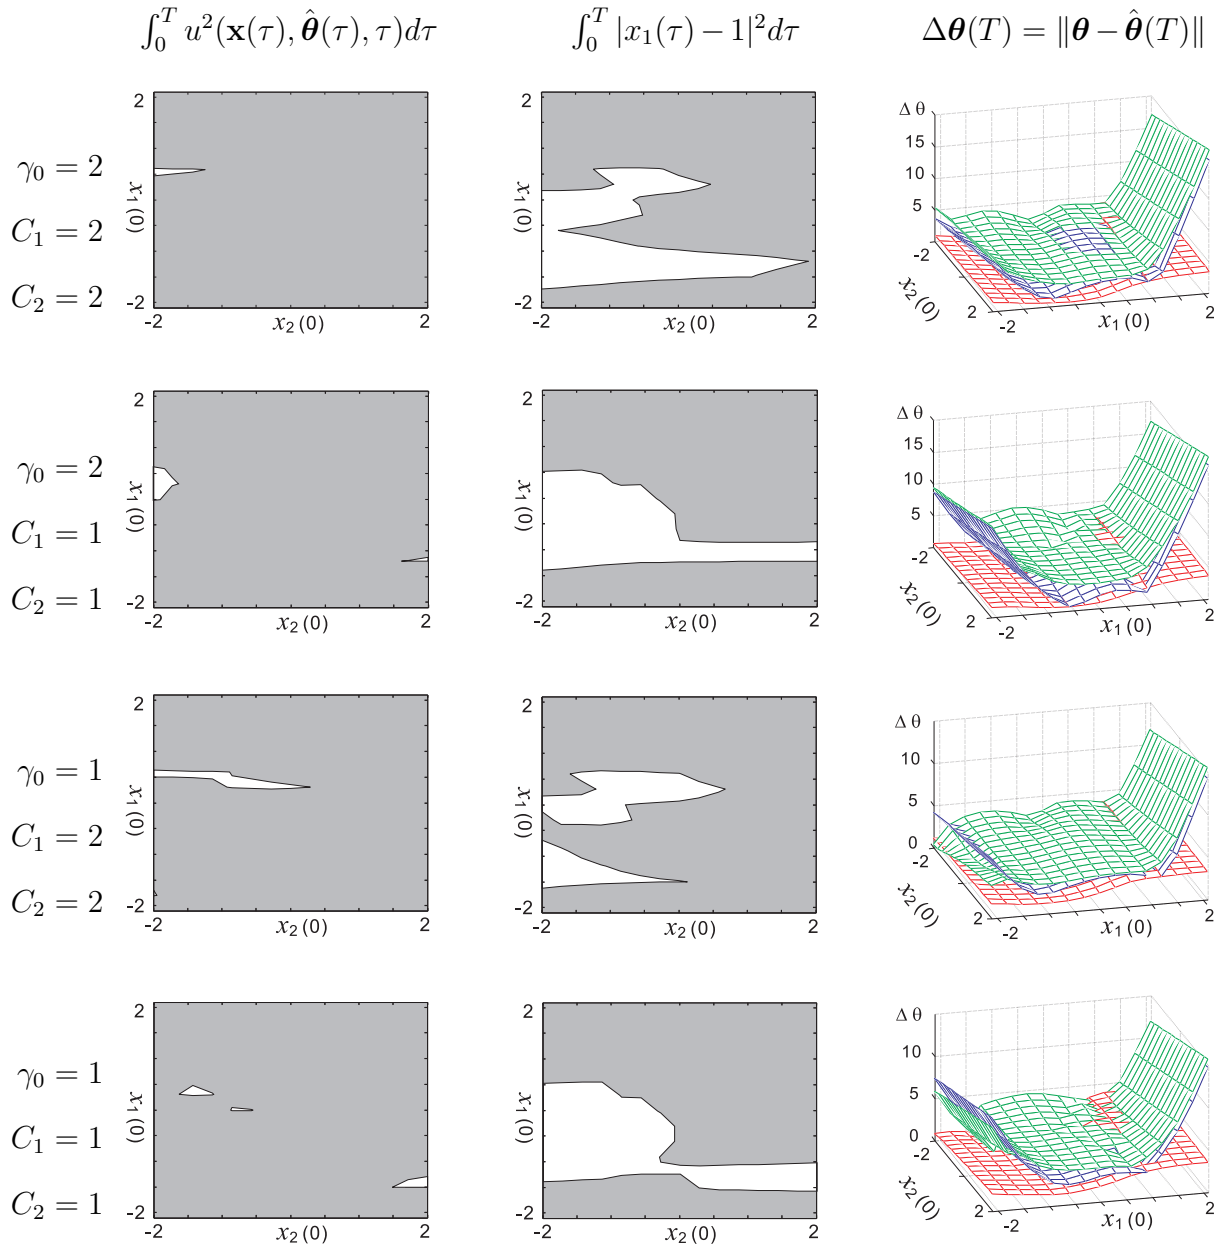 ∫₀ᵀ u²(𝐱(τ), θ̂(τ), τ)dτ
∫₀ᵀ |x₁(τ) − 1|²dτ
Δθ(T) = ‖θ − θ̂(T)‖
γ₀ = 2
C₁ = 2
C₂ = 2
2
x₁(0)
-2
-2
x₂(0)
2
2
x₁(0)
-2
-2
x₂(0)
2
Δ θ
15
10
5
-2
x₂(0)
2
-2
x₁(0)
2
γ₀ = 2
C₁ = 1
C₂ = 1
2
x₁(0)
-2
-2
x₂(0)
2
2
x₁(0)
-2
-2
x₂(0)
2
Δ θ
15
10
5
-2
x₂(0)
2
-2
x₁(0)
2
γ₀ = 1
C₁ = 2
C₂ = 2
2
x₁(0)
-2
-2
x₂(0)
2
2
x₁(0)
-2
-2
x₂(0)
2
Δ θ
10
5
0
-2
x₂(0)
2
-2
x₁(0)
2
γ₀ = 1
C₁ = 1
C₂ = 1
2
x₁(0)
-2
-2
x₂(0)
2
2
x₁(0)
-2
-2
x₂(0)
2
Δ θ
10
5
0
-2
x₂(0)
2
-2
x₁(0)
2